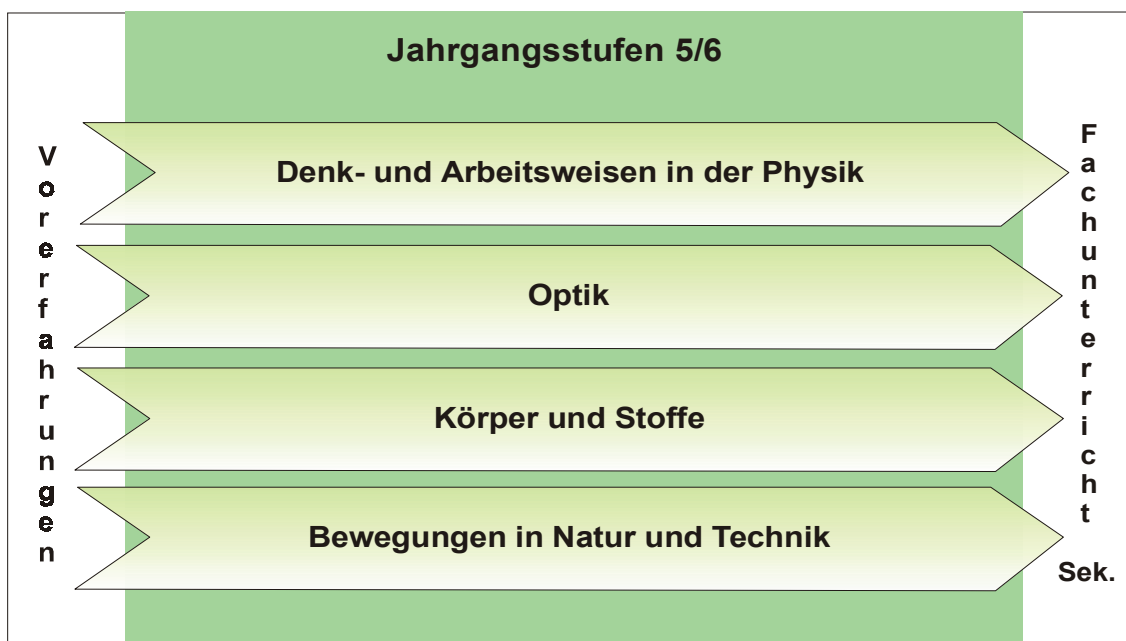 Jahrgangsstufen 5/6
Vorerfahrungen
Denk- und Arbeitsweisen in der Physik
Optik
Körper und Stoffe
Bewegungen in Natur und Technik
Fachunterricht
Sek.